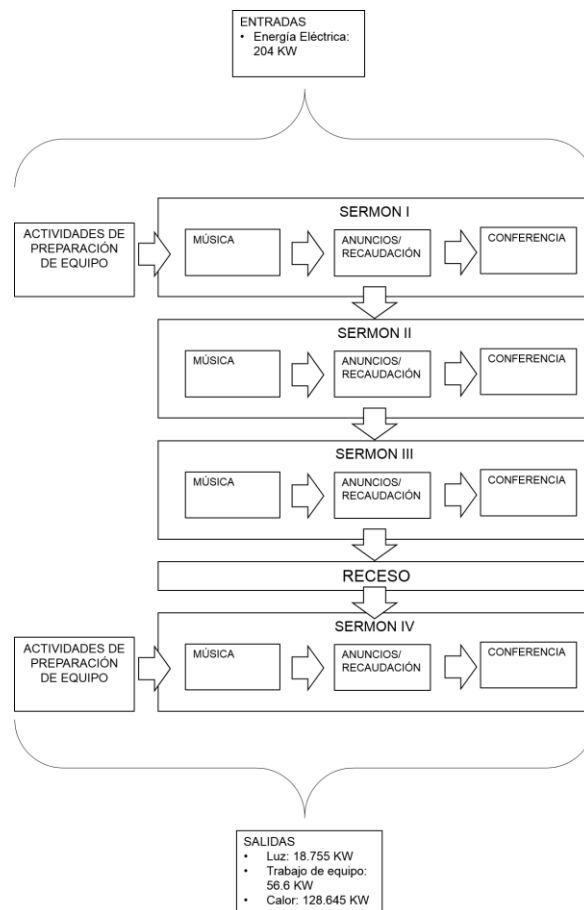 ENTRADAS
• Energía Eléctrica:
204 KW
SERMON I
ACTIVIDADES DE
PREPARACIÓN
DE EQUIPO
MÚSICA
ANUNCIOS/
RECAUDACIÓN
CONFERENCIA
SERMON II
MÚSICA
ANUNCIOS/
RECAUDACIÓN
CONFERENCIA
SERMON III
MÚSICA
ANUNCIOS/
RECAUDACIÓN
CONFERENCIA
RECESO
SERMON IV
ACTIVIDADES DE
PREPARACIÓN
DE EQUIPO
MÚSICA
ANUNCIOS/
RECAUDACIÓN
CONFERENCIA
SALIDAS
• Luz: 18.755 KW
• Trabajo de equipo:
56.6 KW
• Calor: 128.645 KW